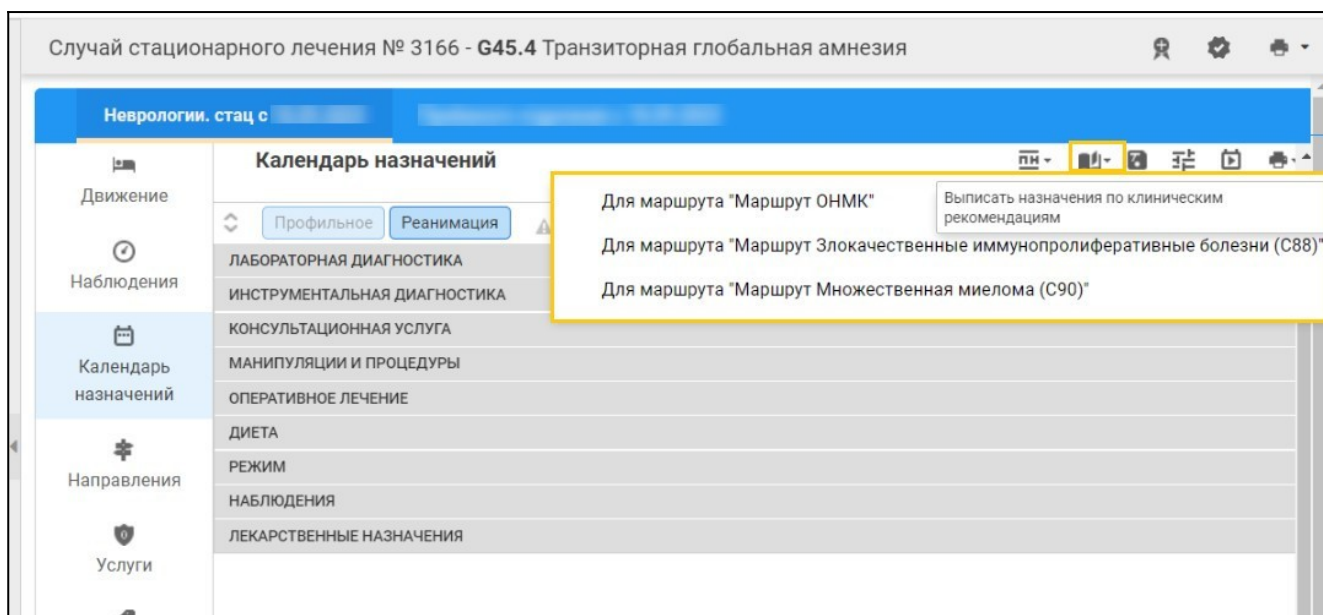 Случай стационарного лечения № 3166 - G45.4 Транзиторная глобальная амнезия
Неврологии. стац с
Календарь назначений
ПН
Движение
Для маршрута "Маршрут ОНМК"
Выписать назначения по клиническим
рекомендациям
Профильное Реанимация
Для маршрута "Маршрут Злокачественные иммунопролиферативные болезни (C88)"
ЛАБОРАТОРНАЯ ДИАГНОСТИКА
Наблюдения
ИНСТРУМЕНТАЛЬНАЯ ДИАГНОСТИКА
Для маршрута "Маршрут Множественная миелома (C90)"
КОНСУЛЬТАЦИОННАЯ УСЛУГА
Календарь
назначений
МАНИПУЛЯЦИИ И ПРОЦЕДУРЫ
ОПЕРАТИВНОЕ ЛЕЧЕНИЕ
ДИЕТА
РЕЖИМ
Направления
НАБЛЮДЕНИЯ
ЛЕКАРСТВЕННЫЕ НАЗНАЧЕНИЯ
Услуги